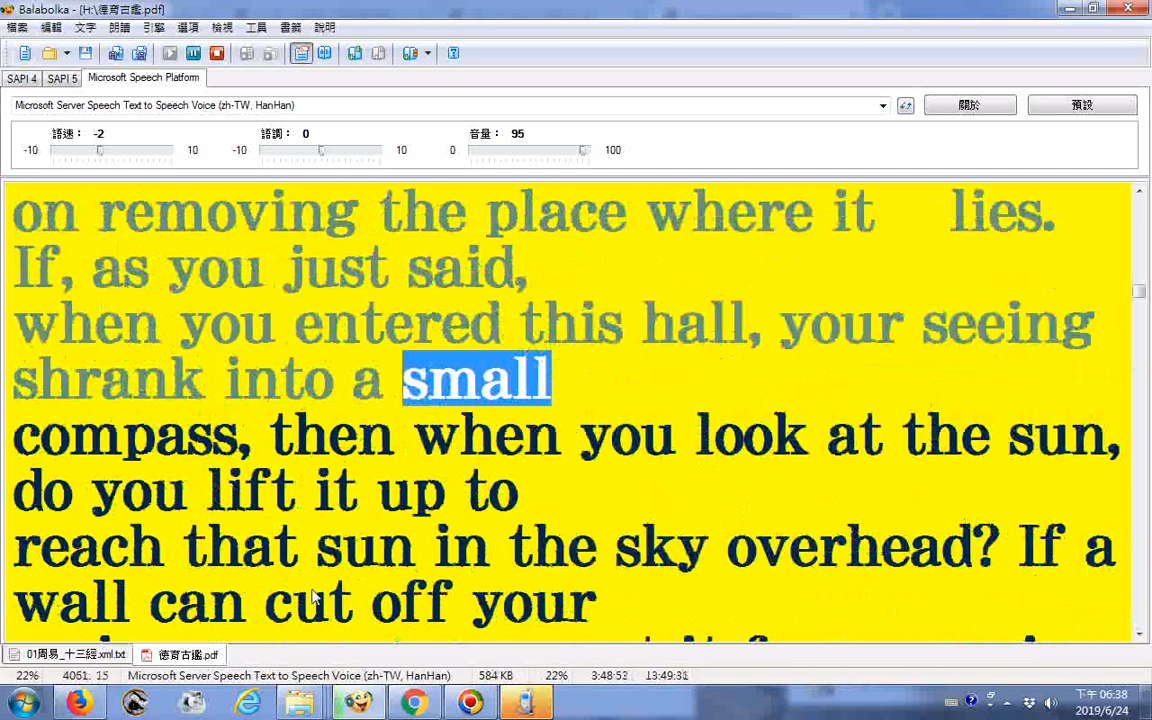 Balabolka - [H:\德育古鑑.pdf]
檔案 編輯 文字 朗讀 引擎 選項 檢視 工具 書籤 說明
SAPI 4 SAPI 5 Microsoft Speech Platform
Microsoft Server Speech Text to Speech Voice (zh-TW, HanHan) 關於 預設
語速： -2 語調： 0 音量： 95
-10 10 -10 10 0 100
on removing the place where it lies.
If, as you just said,
when you entered this hall, your seeing
shrank into a small
compass, then when you look at the sun,
do you lift it up to
reach that sun in the sky overhead? If a
wall can cut off your
01周易_十三經.xml.txt 德育古鑑.pdf
22% 4061: 15 Microsoft Server Speech Text to Speech Voice (zh-TW, HanHan) 584 KB 22% 3:48:53 13:49:31
下午 06:38
2019/6/24